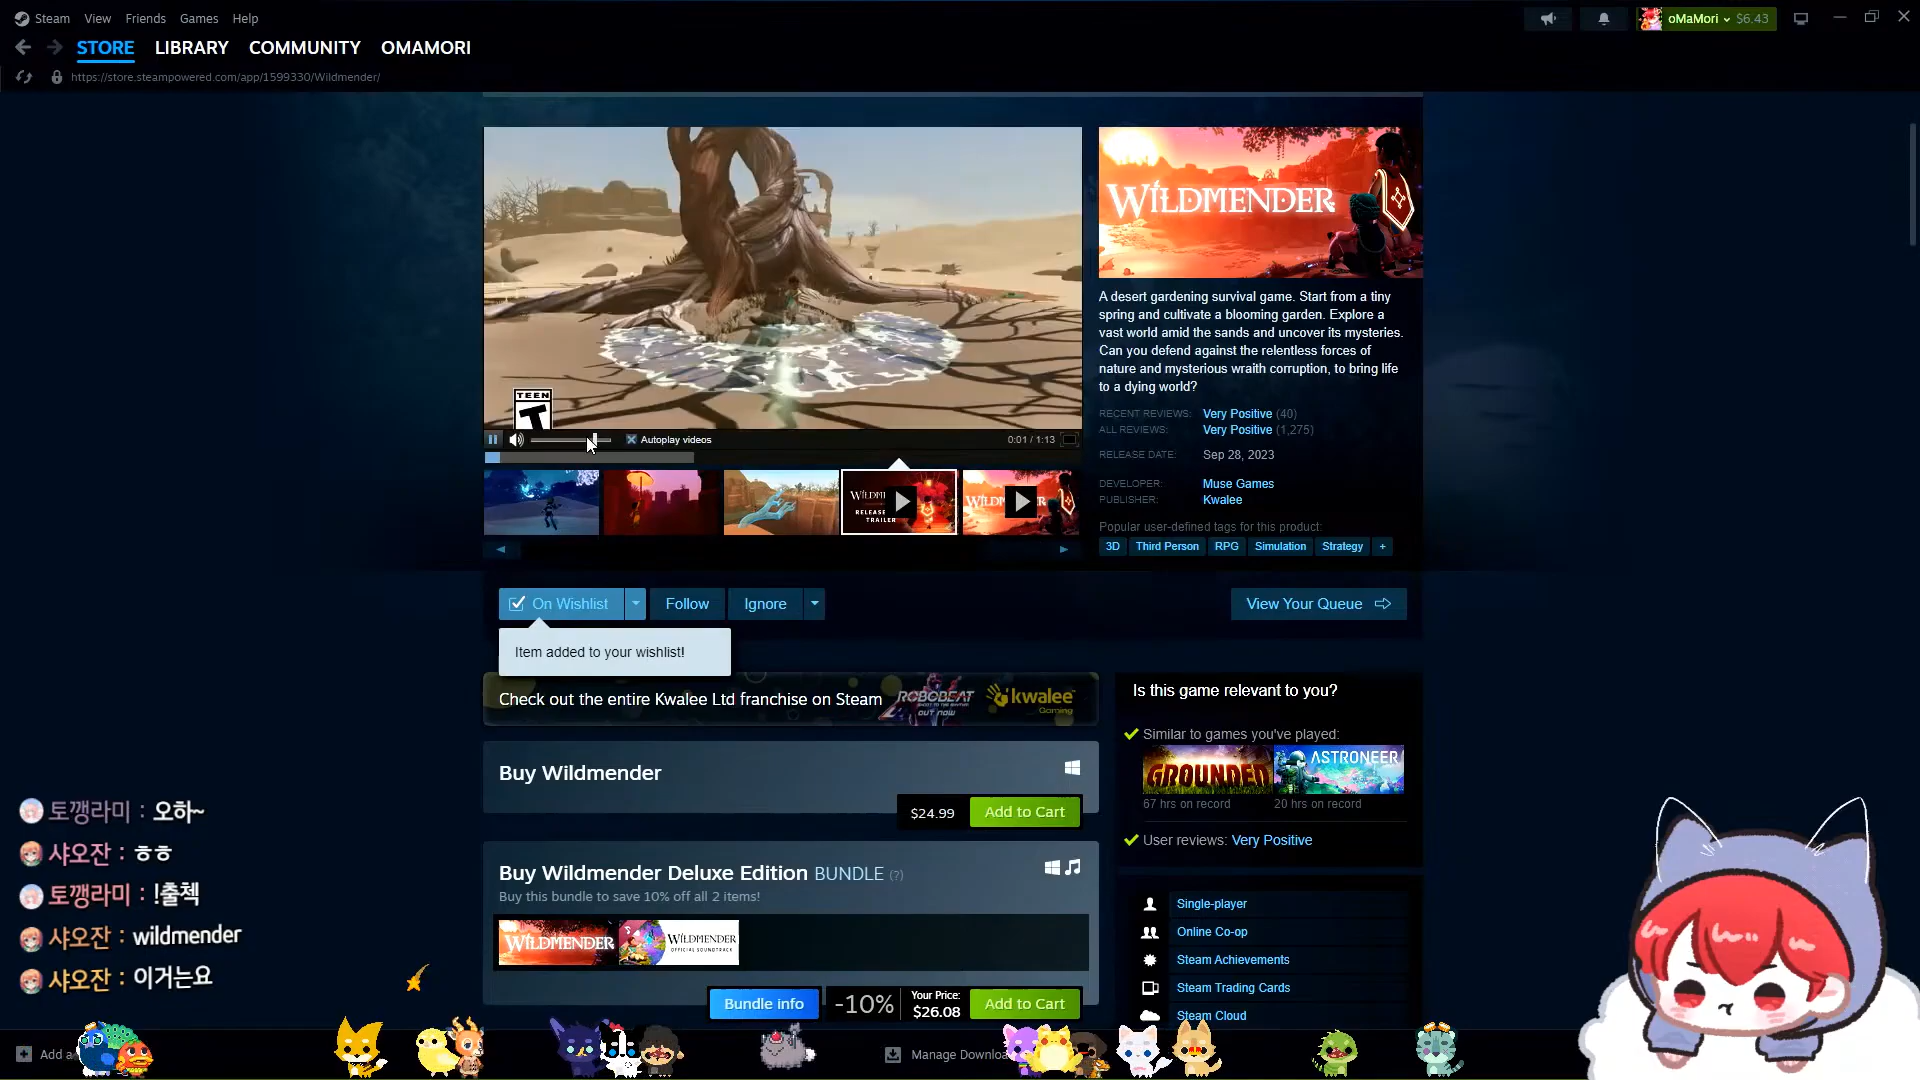 Steam View Friends Games Help
oMaMori $6.43
STORE LIBRARY COMMUNITY OMAMORI
https://store.steampowered.com/app/1599330/Wildmender/
WILDMENDER
A desert gardening survival game. Start from a tiny
spring and cultivate a blooming garden. Explore a
vast world amid the sands and uncover its mysteries.
Can you defend against the relentless forces of
nature and mysterious wraith corruption, to bring life
to a dying world?
TEEN
T
Autoplay videos 0:01 / 1:13
RECENT REVIEWS: Very Positive (40)
ALL REVIEWS: Very Positive (1,275)
RELEASE DATE: Sep 28, 2023
DEVELOPER: Muse Games
PUBLISHER: Kwalee
RELEASE
TRAILER
Popular user-defined tags for this product:
3D Third Person RPG Simulation Strategy +
On Wishlist Follow Ignore View Your Queue
Item added to your wishlist!
Check out the entire Kwalee Ltd franchise on Steam ROBOBEAT OUT NOW kwalee Gaming
Is this game relevant to you?
Similar to games you've played:
GROUNDED ASTRONEER
67 hrs on record 20 hrs on record
User reviews: Very Positive
Buy Wildmender
$24.99 Add to Cart
Buy Wildmender Deluxe Edition BUNDLE (?)
Buy this bundle to save 10% off all 2 items!
WILDMENDER WILDMENDER
OFFICIAL SOUNDTRACK
Bundle info -10% Your Price: $26.08 Add to Cart
Single-player
Online Co-op
Steam Achievements
Steam Trading Cards
Steam Cloud
토깽라미 : 오하~
샤오잔 : ㅎㅎ
토깽라미 : !출첵
샤오잔 : wildmender
샤오잔 : 이거는요
Add a
Manage Downloa